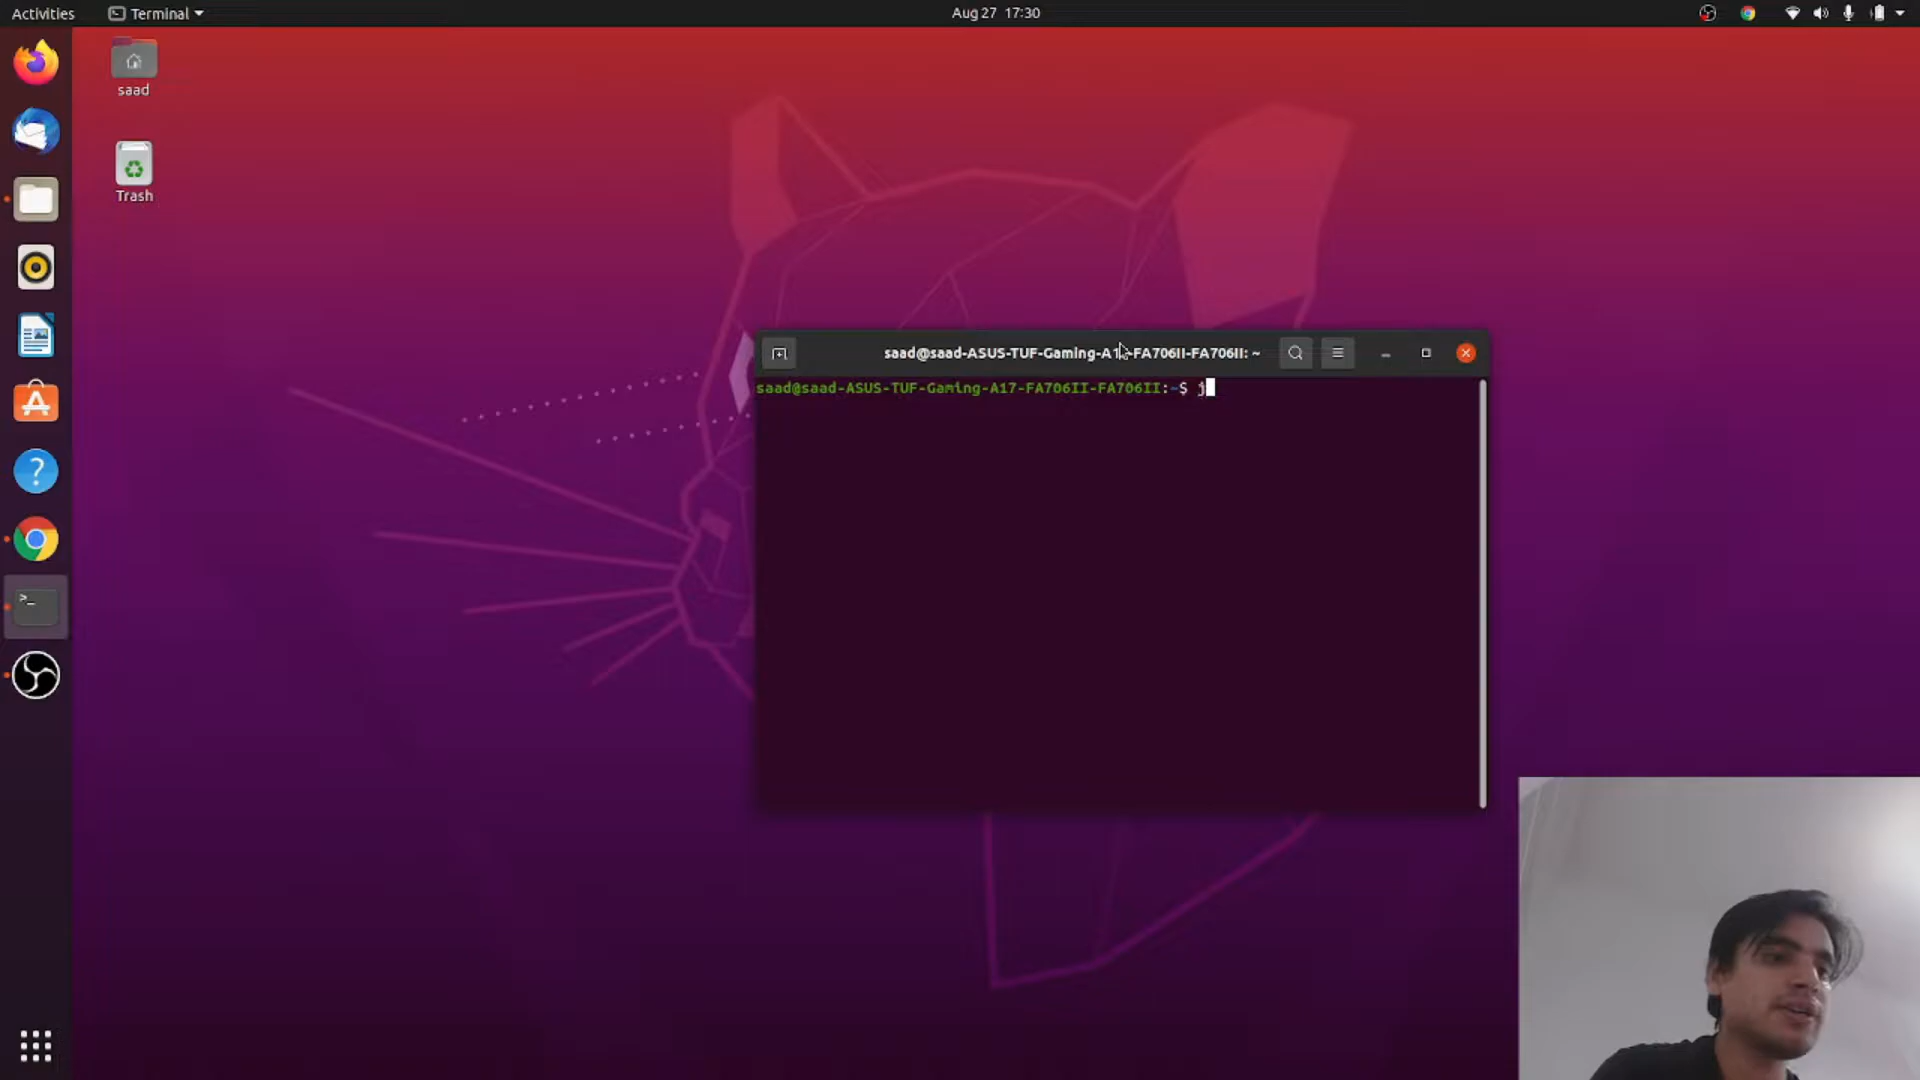 Activities
Terminal
Aug 27 17:30
saad
Trash
saad@saad-ASUS-TUF-Gaming-A17-FA706II-FA706II: ~
saad@saad-ASUS-TUF-Gaming-A17-FA706II-FA706II:~$ j